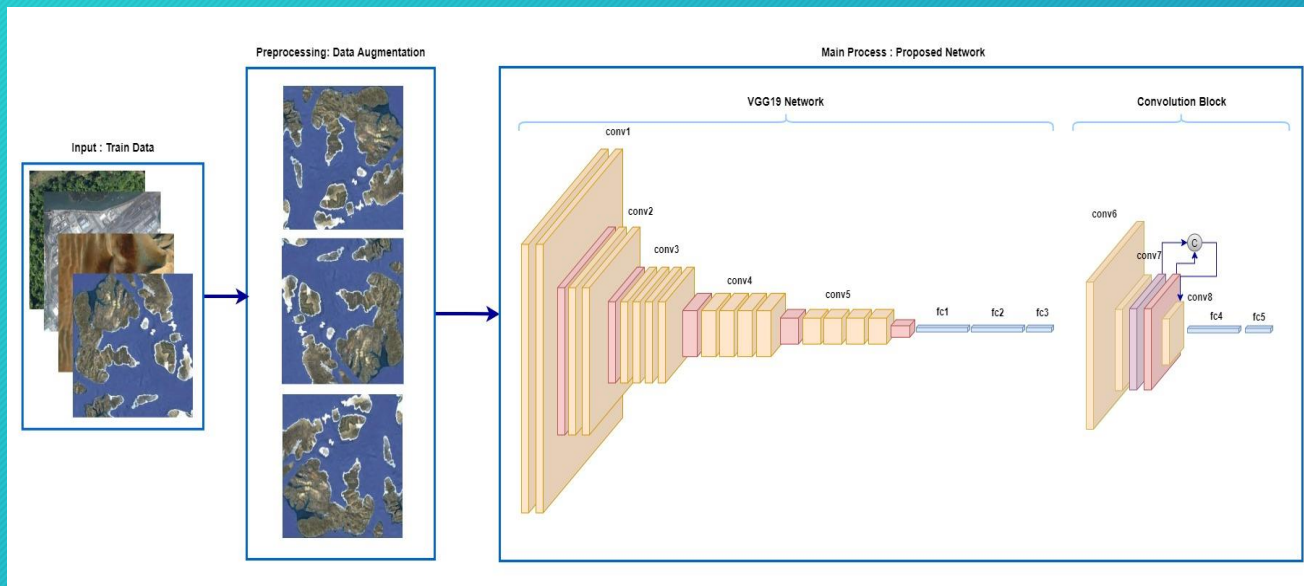 Preprocessing: Data Augmentation
Main Process : Proposed Network
VGG19 Network
Convolution Block
Input : Train Data
conv1
conv2
conv3
conv4
conv5
fc1
fc2
fc3
conv6
conv7
C
conv8
fc4
fc5